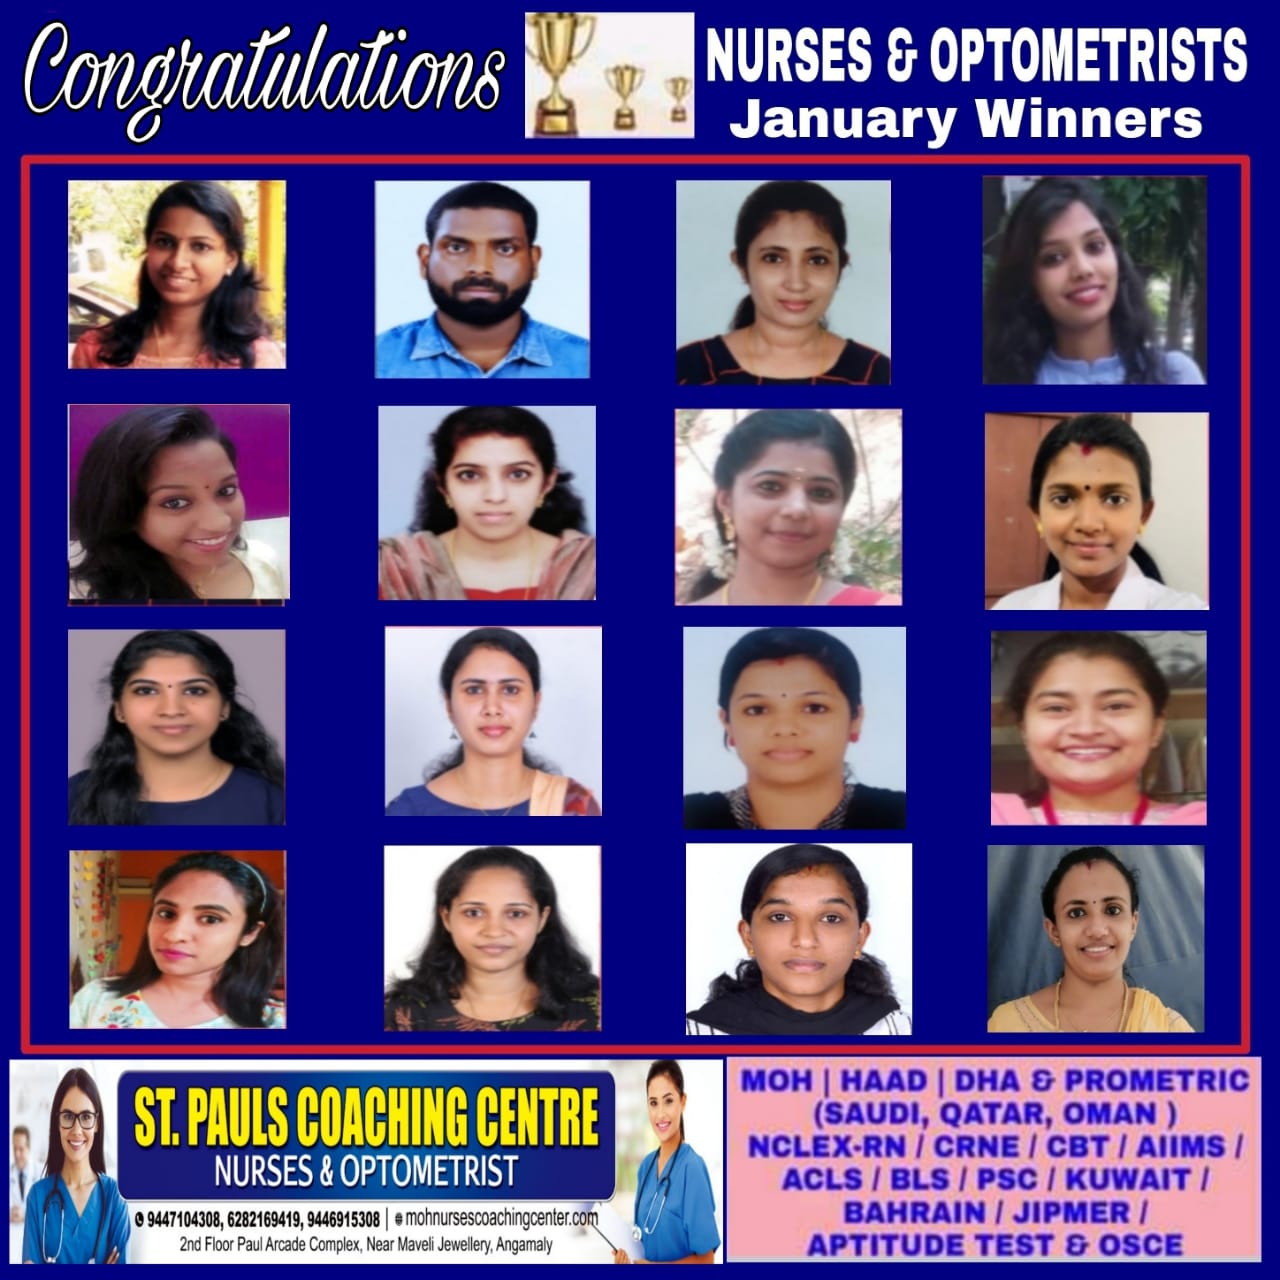 Congratulations
NURSES & OPTOMETRISTS
January Winners
ST. PAULS COACHING CENTRE
NURSES & OPTOMETRIST
9447104308, 6282169419, 9446915308 | mohnursescoachingcenter.com
2nd Floor Paul Arcade Complex, Near Maveli Jewellery, Angamaly
MOH | HAAD | DHA & PROMETRIC
(SAUDI, QATAR, OMAN )
NCLEX-RN / CRNE / CBT / AIIMS /
ACLS / BLS / PSC / KUWAIT /
BAHRAIN / JIPMER /
APTITUDE TEST & OSCE